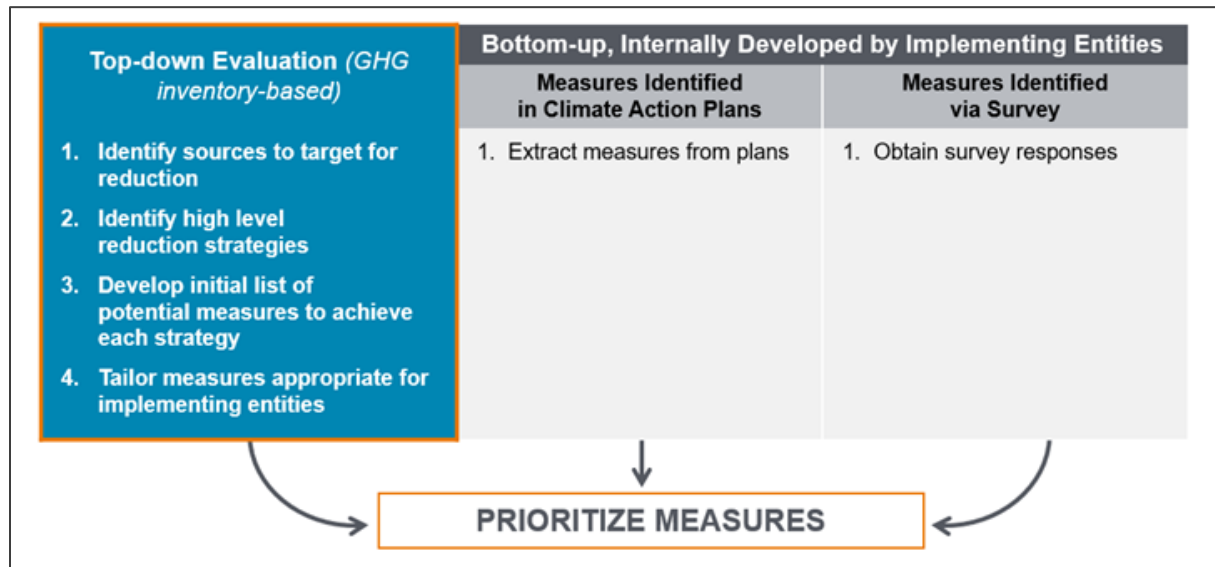 Top-down Evaluation (GHG
inventory-based)
1. Identify sources to target for
reduction
2. Identify high level
reduction strategies
3. Develop initial list of
potential measures to achieve
each strategy
4. Tailor measures appropriate for
implementing entities
Bottom-up, Internally Developed by Implementing Entities
Measures Identified
in Climate Action Plans
1. Extract measures from plans
Measures Identified
via Survey
1. Obtain survey responses
PRIORITIZE MEASURES